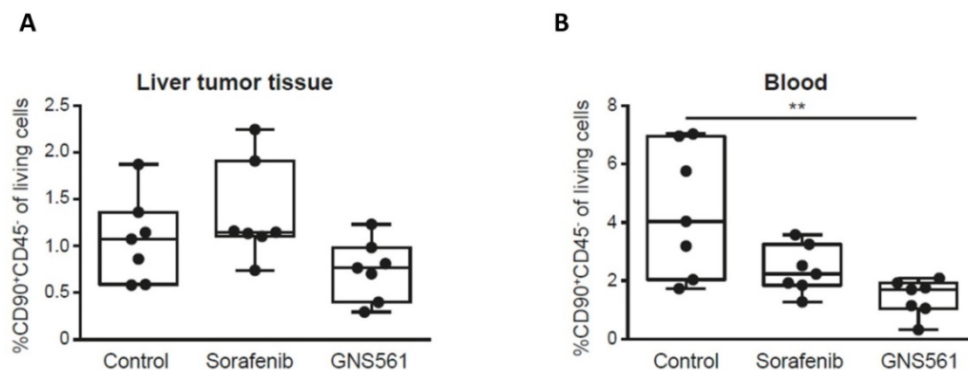 A
Liver tumor tissue
%CD90⁺CD45⁻ of living cells
2.5
2.0
1.5
1.0
0.5
0
Control Sorafenib GNS561
B
Blood
%CD90⁺CD45⁻ of living cells
8
6
4
2
0
**
Control Sorafenib GNS561